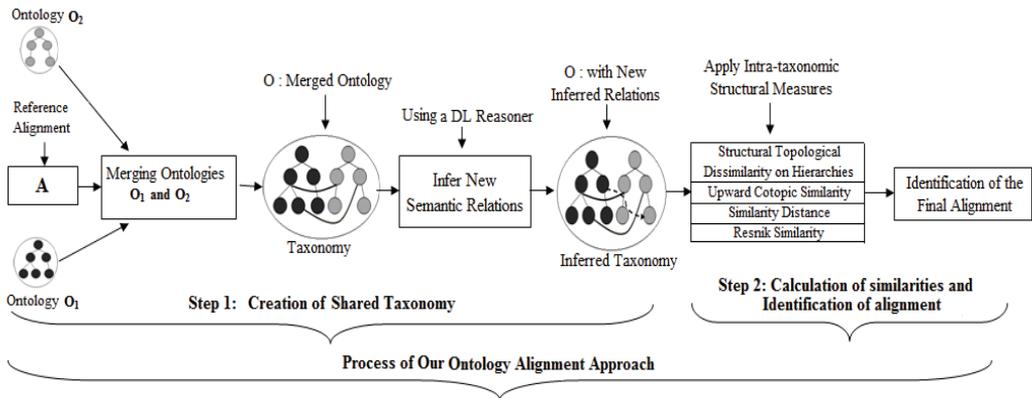 Ontology O₂
Reference
Alignment
A
Ontology O₁
Merging Ontologies
O₁ and O₂
O : Merged Ontology
Taxonomy
Using a DL Reasoner
Infer New
Semantic Relations
O : with New
Inferred Relations
Inferred Taxonomy
Apply Intra-taxonomic
Structural Measures
Structural Topological
Dissimilarity on Hierarchies
Upward Cotopic Similarity
Similarity Distance
Resnik Similarity
Identification of the
Final Alignment
Step 1: Creation of Shared Taxonomy
Step 2: Calculation of similarities and
Identification of alignment
Process of Our Ontology Alignment Approach